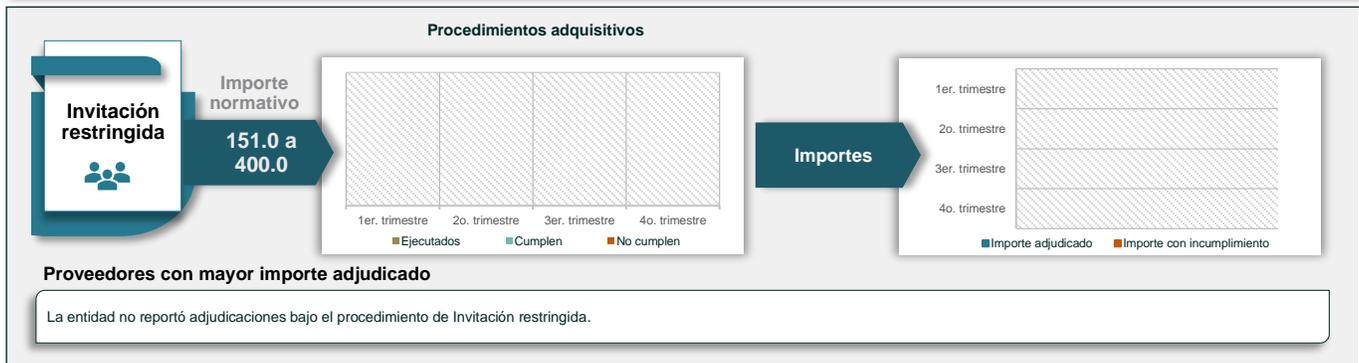 Procedimientos adquisitivos
Invitación
restringida
Importe
normativo
151.0 a
400.0
1er. trimestre
2o. trimestre
3er. trimestre
4o. trimestre
Ejecutados
Cumplen
No cumplen
Importes
1er. trimestre
2o. trimestre
3er. trimestre
4o. trimestre
Importe adjudicado
Importe con incumplimiento
Proveedores con mayor importe adjudicado
La entidad no reportó adjudicaciones bajo el procedimiento de Invitación restringida.